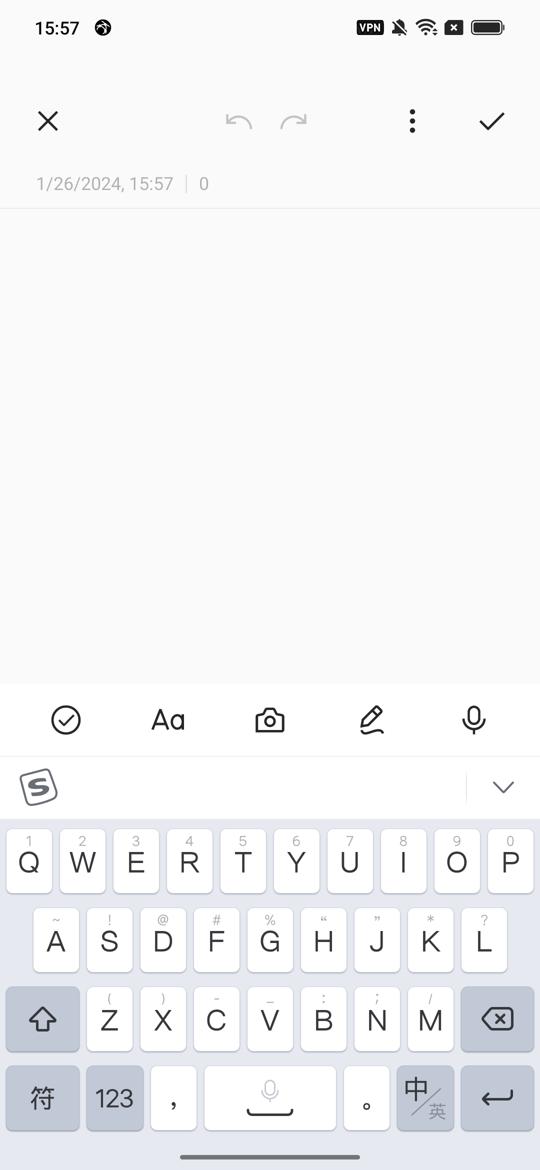 15:57 VPN
1/26/2024, 15:57 | 0
Aa
S
1 2 3 4 5 6 7 8 9 0
Q W E R T Y U I O P
~ ! @ # % “ ” * ?
A S D F G H J K L
( ) - _ : ; /
Z X C V B N M
符 123 ， 。 中/英